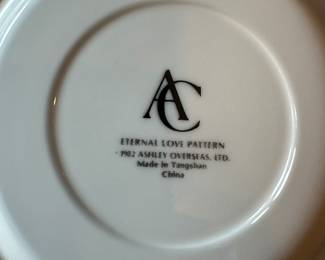 AC
ETERNAL LOVE PATTERN
1982 ASHLEY OVERSEAS, LTD.
Made in Tangshan
China